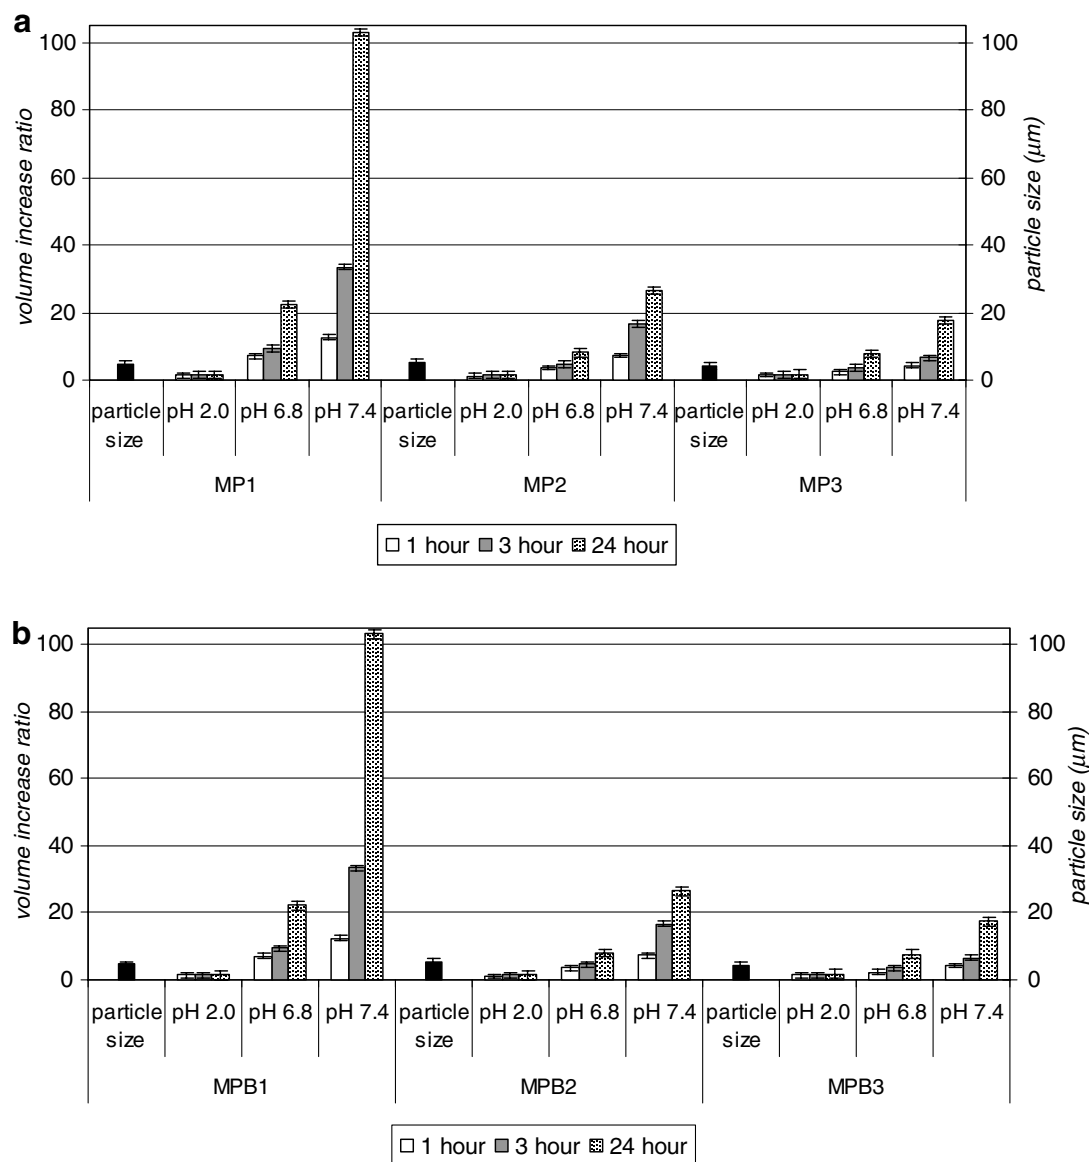 a
volume increase ratio
100
80
60
40
20
0
100
80
60
40
20
0
particle size (µm)
particle size
pH 2.0
pH 6.8
pH 7.4
particle size
pH 2.0
pH 6.8
pH 7.4
particle size
pH 2.0
pH 6.8
pH 7.4
MP1
MP2
MP3
1 hour 3 hour 24 hour
b
volume increase ratio
100
80
60
40
20
0
100
80
60
40
20
0
particle size (µm)
particle size
pH 2.0
pH 6.8
pH 7.4
particle size
pH 2.0
pH 6.8
pH 7.4
particle size
pH 2.0
pH 6.8
pH 7.4
MPB1
MPB2
MPB3
1 hour 3 hour 24 hour